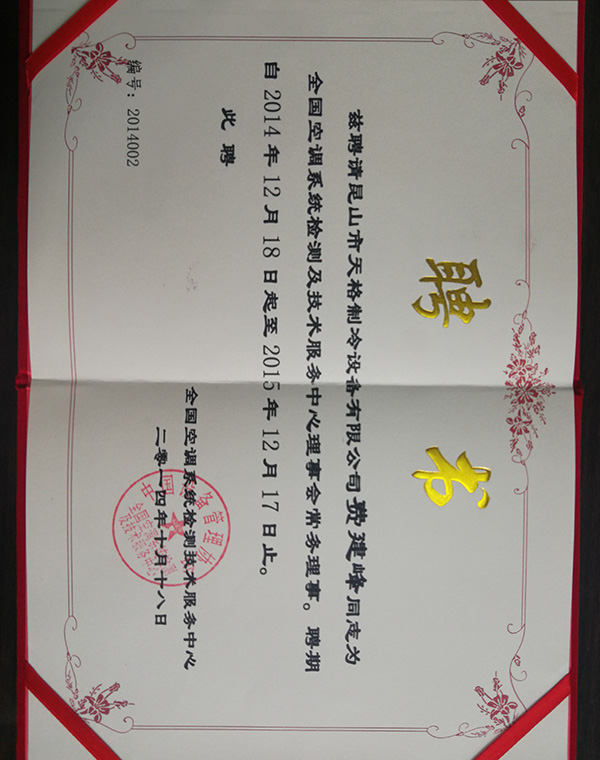 聘书
兹聘请昆山市天格制冷设备有限公司费建峰同志为
全国空调系统检测及技术服务中心理事会常务理事。聘期
自2014年12月18日起至2015年12月17日止。
此聘
全国空调系统检测技术服务中心
二零一四年十月十八日
编号：2014002